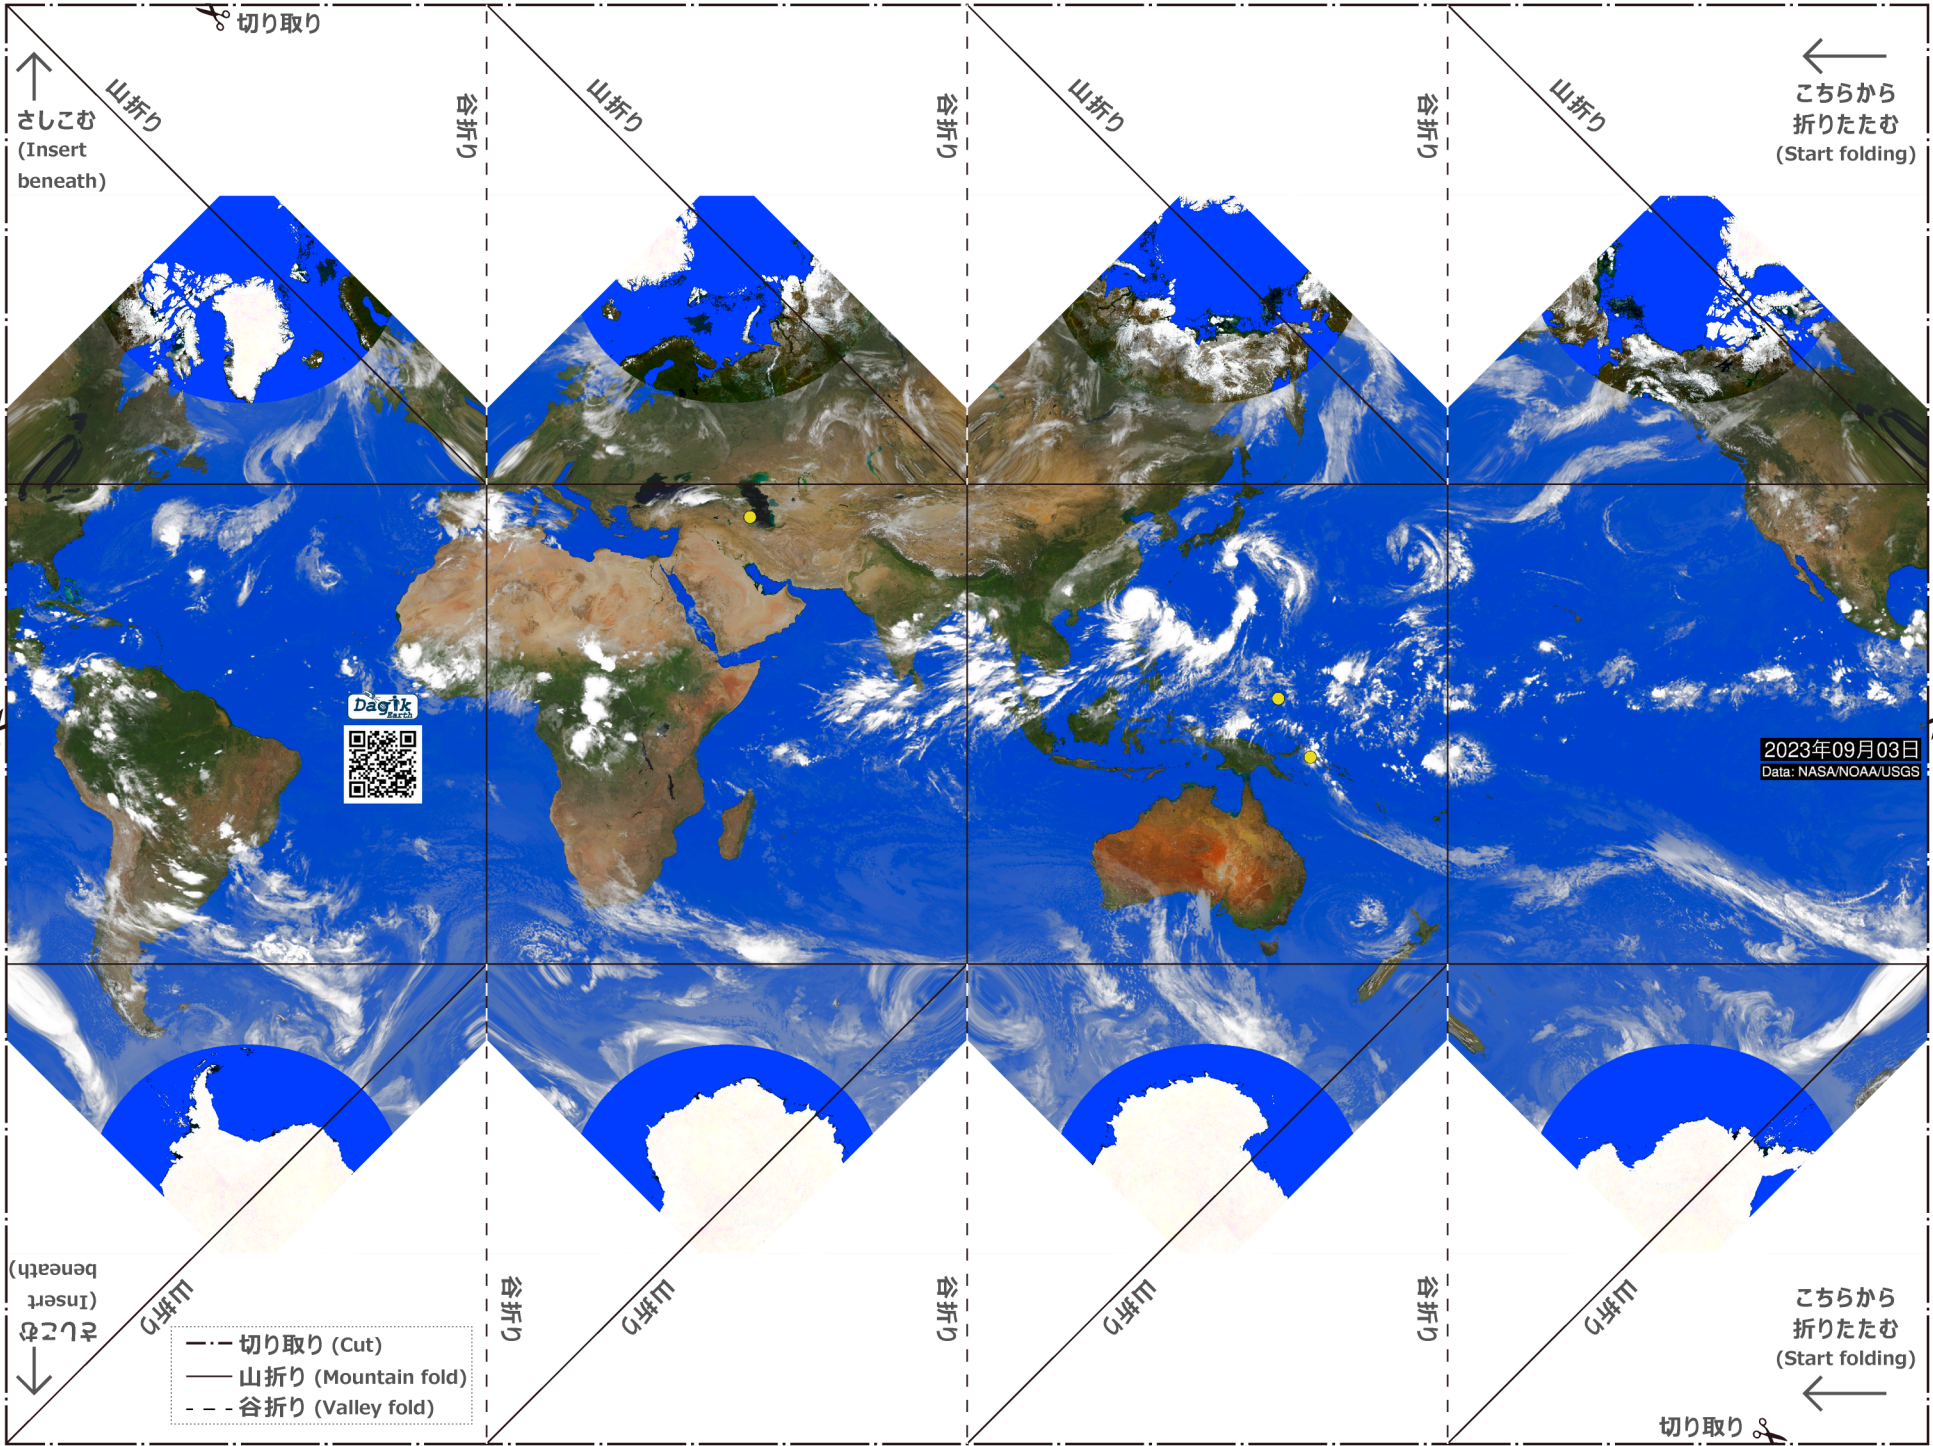 切り取り
山折り
谷折り
山折り
谷折り
山折り
谷折り
山折り
さしこむ
(Insert
beneath)
こちらから
折りたたむ
(Start folding)
Dagik
Earth
2023年09月03日
Data: NASA/NOAA/USGS
さしこむ
(Insert
beneath)
山折り
谷折り
山折り
谷折り
山折り
谷折り
山折り
こちらから
折りたたむ
(Start folding)
切り取り (Cut)
山折り (Mountain fold)
谷折り (Valley fold)
切り取り